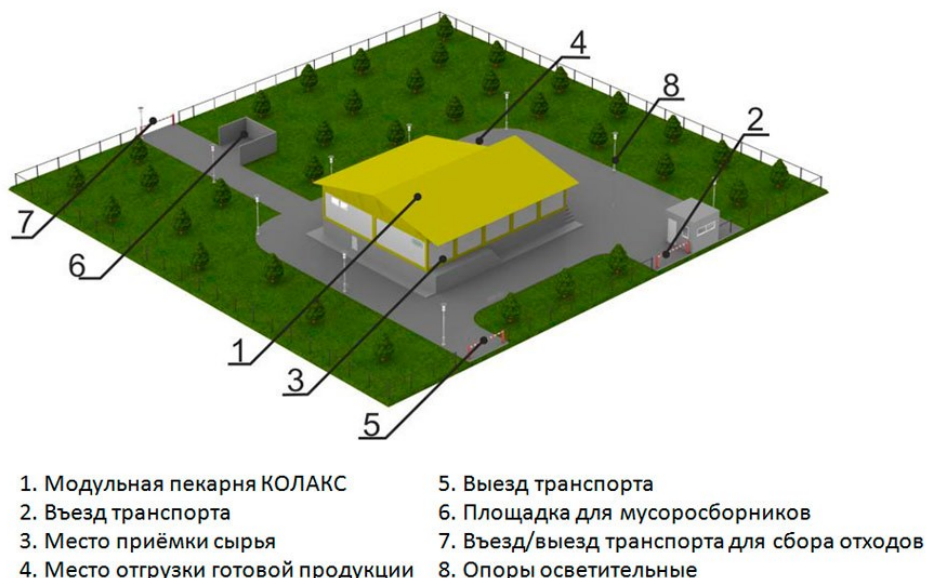 4
8
2
7
6
1
3
5
1. Модульная пекарня КОЛАКС
2. Въезд транспорта
3. Место приёмки сырья
4. Место отгрузки готовой продукции
5. Выезд транспорта
6. Площадка для мусоросборников
7. Въезд/выезд транспорта для сбора отходов
8. Опоры осветительные